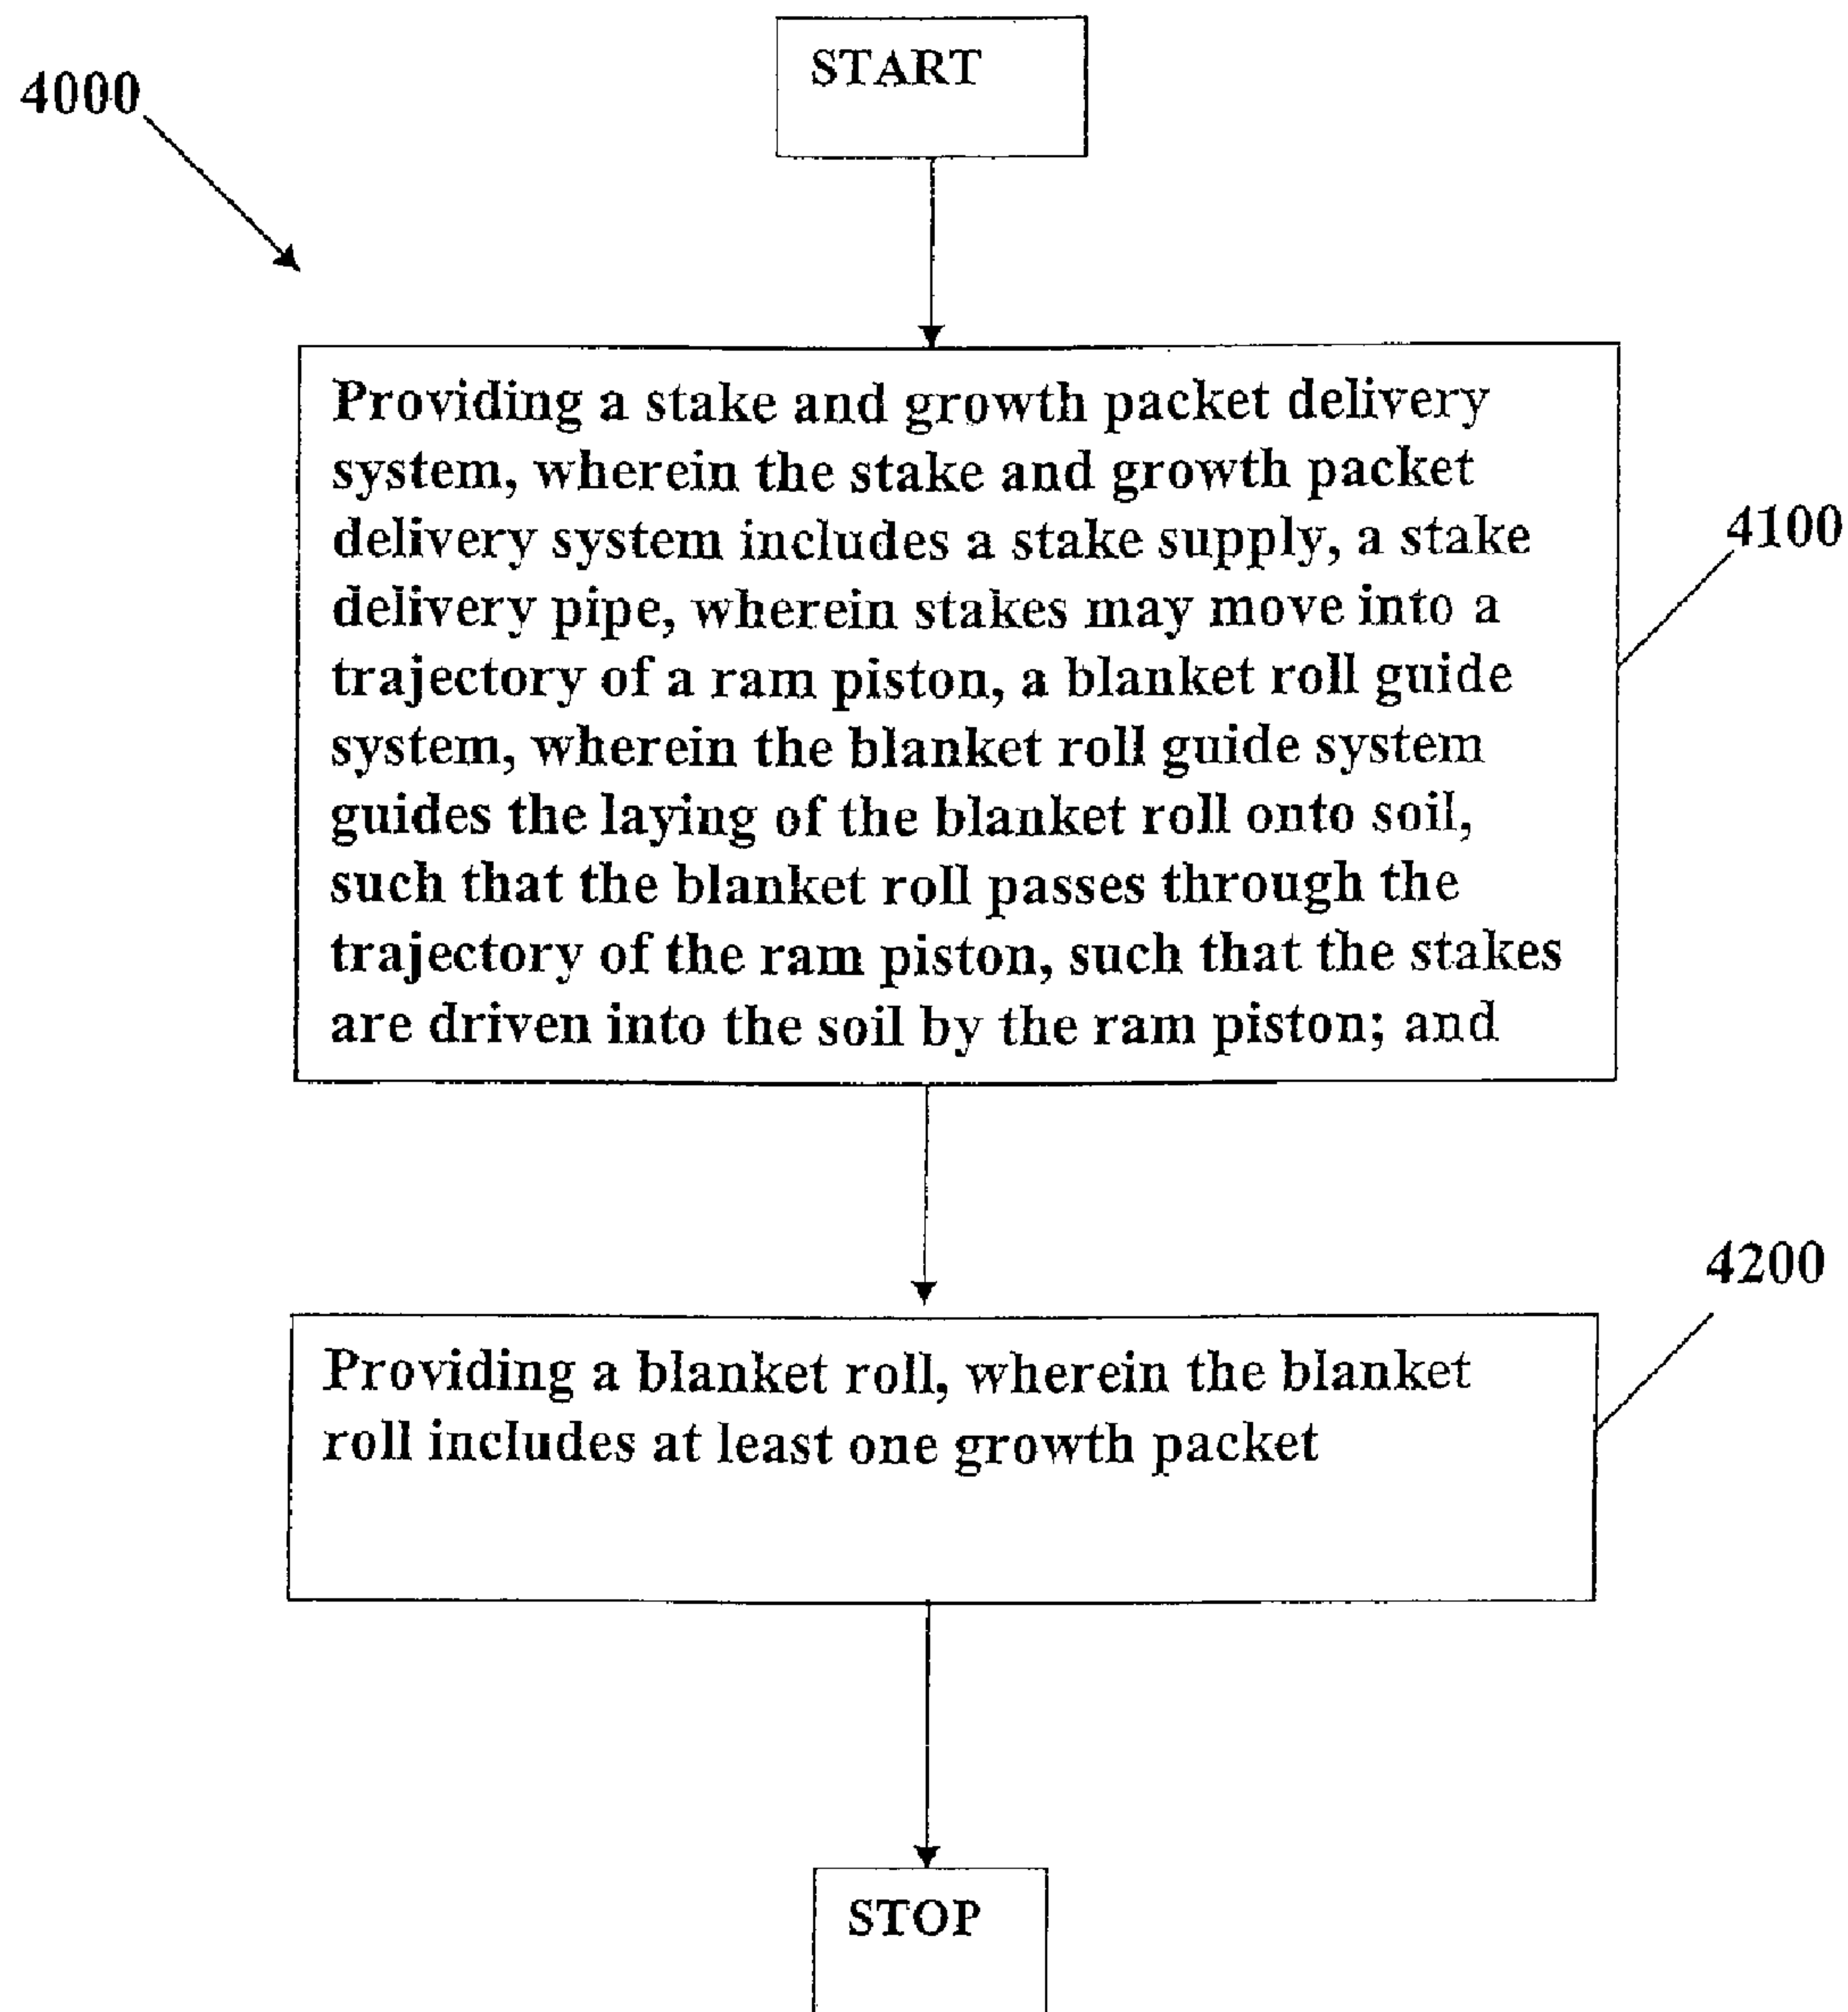 START
4000
Providing a stake and growth packet delivery
system, wherein the stake and growth packet
delivery system includes a stake supply, a stake
delivery pipe, wherein stakes may move into a
trajectory of a ram piston, a blanket roll guide
system, wherein the blanket roll guide system
guides the laying of the blanket roll onto soil,
such that the blanket roll passes through the
trajectory of the ram piston, such that the stakes
are driven into the soil by the ram piston; and
4100
4200
Providing a blanket roll, wherein the blanket
roll includes at least one growth packet
STOP